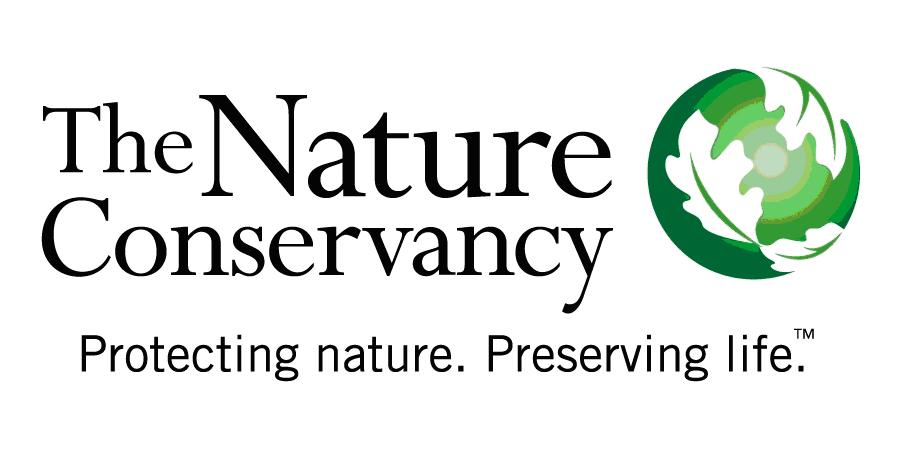 The Nature
Conservancy
Protecting nature. Preserving life.™